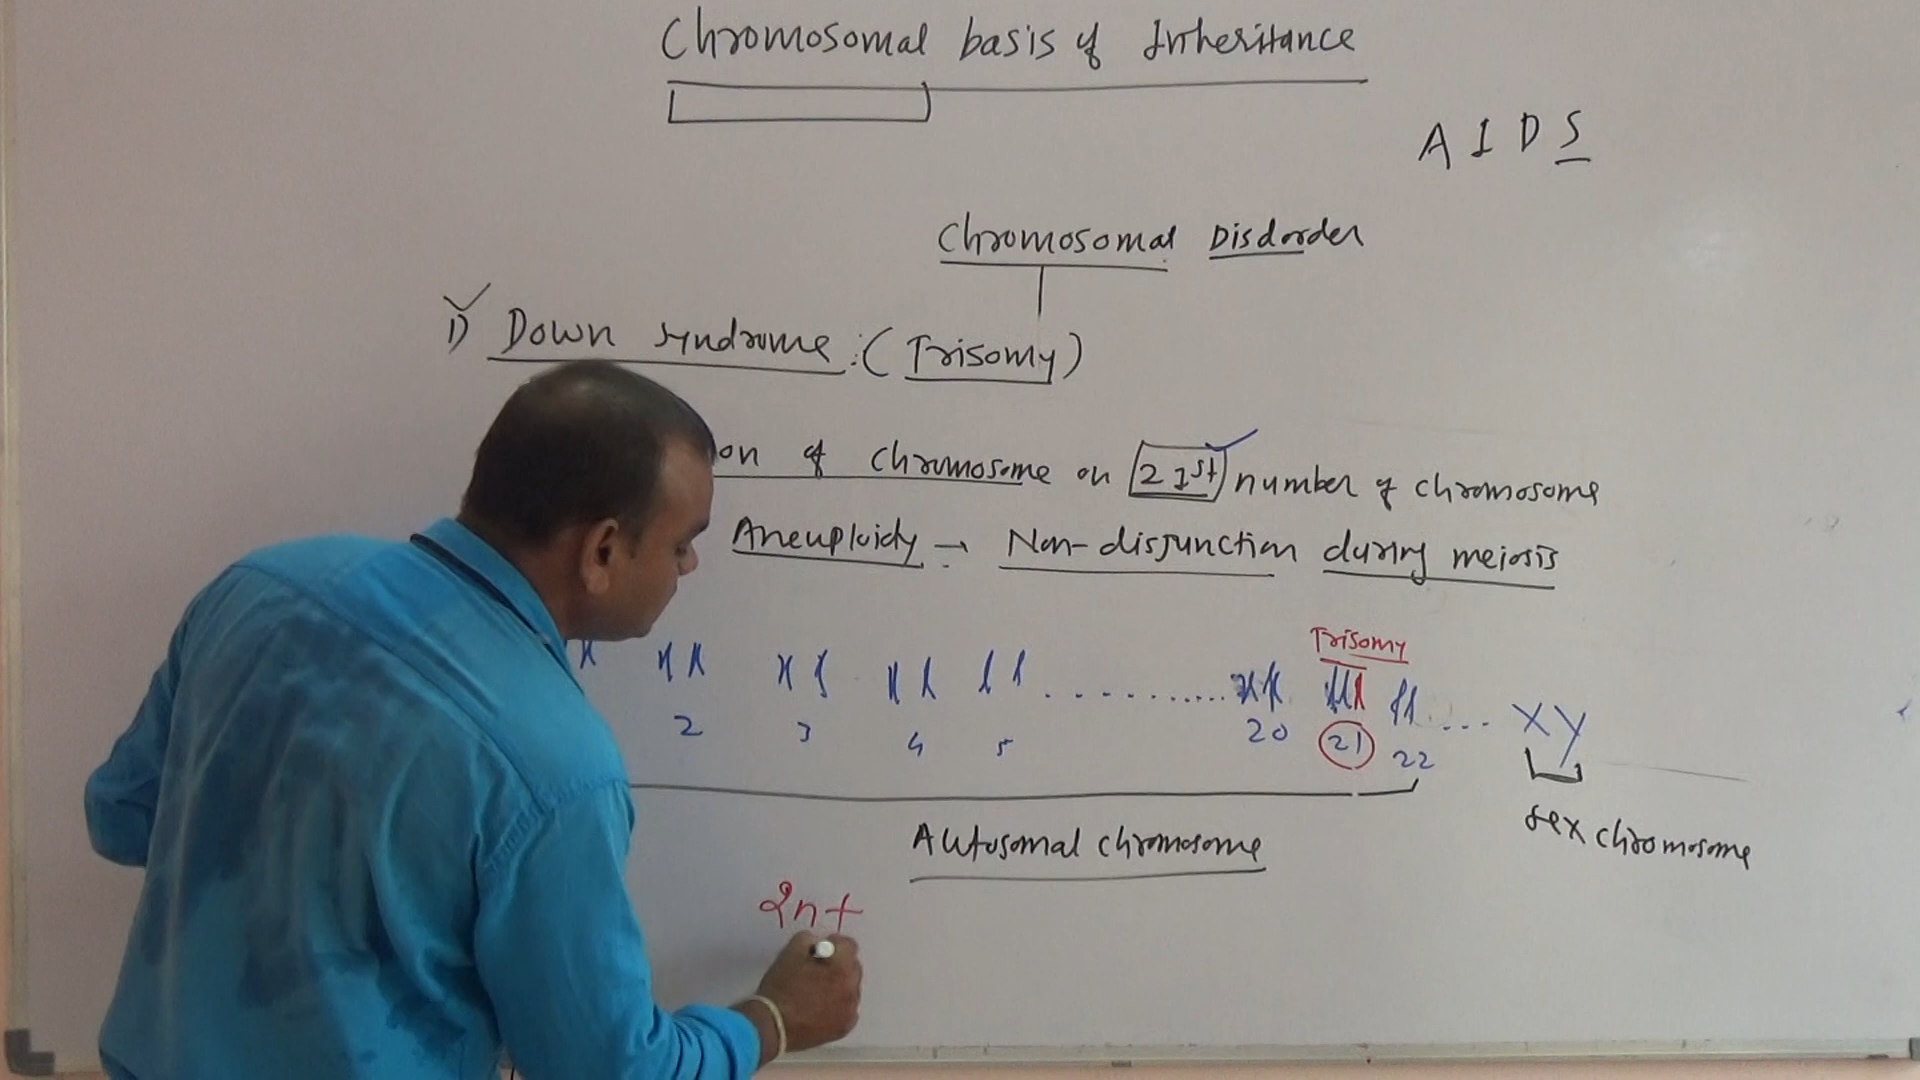 Chromosomal basis of Inheritance
A I D S
Chromosomal Disdorder
1) Down syndrome : (Trisomy)
on of chromosome on 21st number of chromosome
Aneuploidy → Non-disjunction during meiosis
Trisomy
2 3 4 5 20 21 22 XY
Autosomal chromosome
sex chromosome
2n+